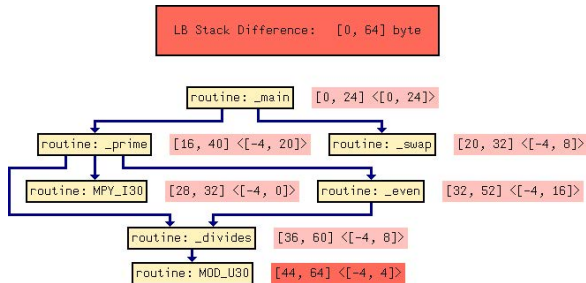 LB Stack Difference: [0, 64] byte
routine: _main [0, 24] <[0, 24]>
routine: _prime [16, 40] <[-4, 20]> routine: _swap [20, 32] <[-4, 8]>
routine: MPY_I30 [28, 32] <[-4, 0]> routine: _even [32, 52] <[-4, 16]>
routine: _divides [36, 60] <[-4, 8]>
routine: MOD_U30 [44, 64] <[-4, 4]>